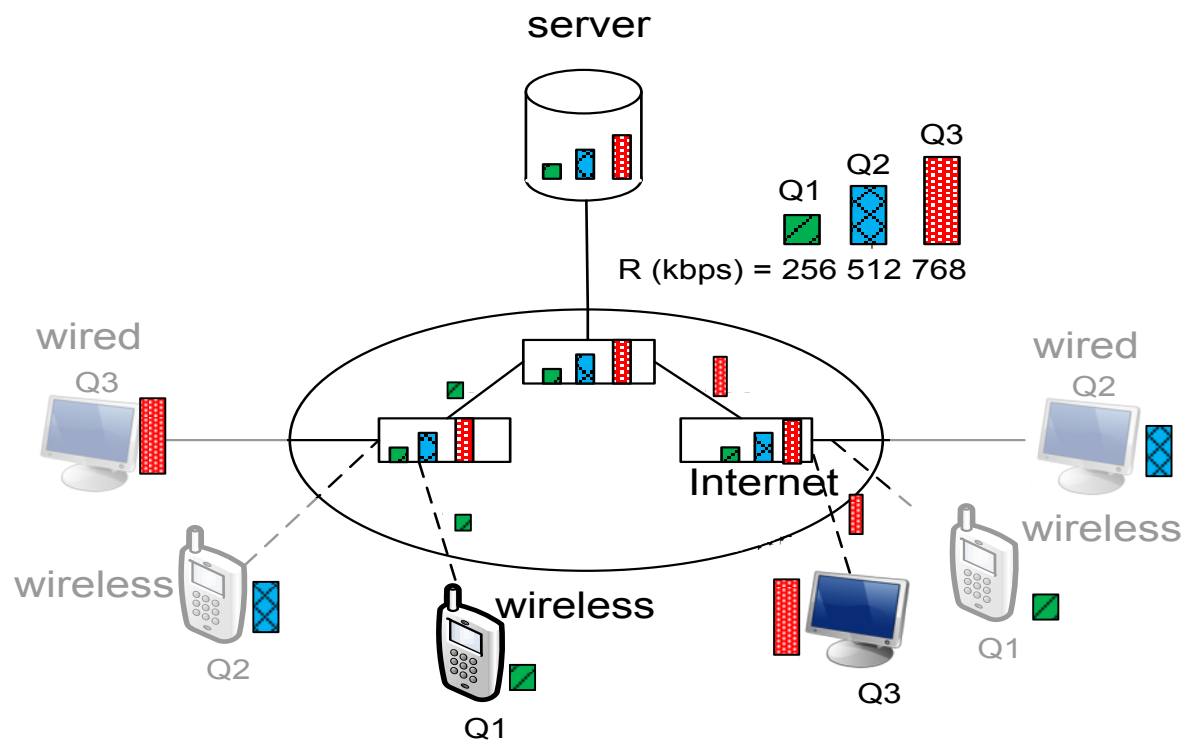 server
Q3
Q2
Q1
R (kbps) = 256 512 768
wired
Q3
wired
Q2
Internet
wireless
wireless
wireless
Q2
Q1
Q3
Q1